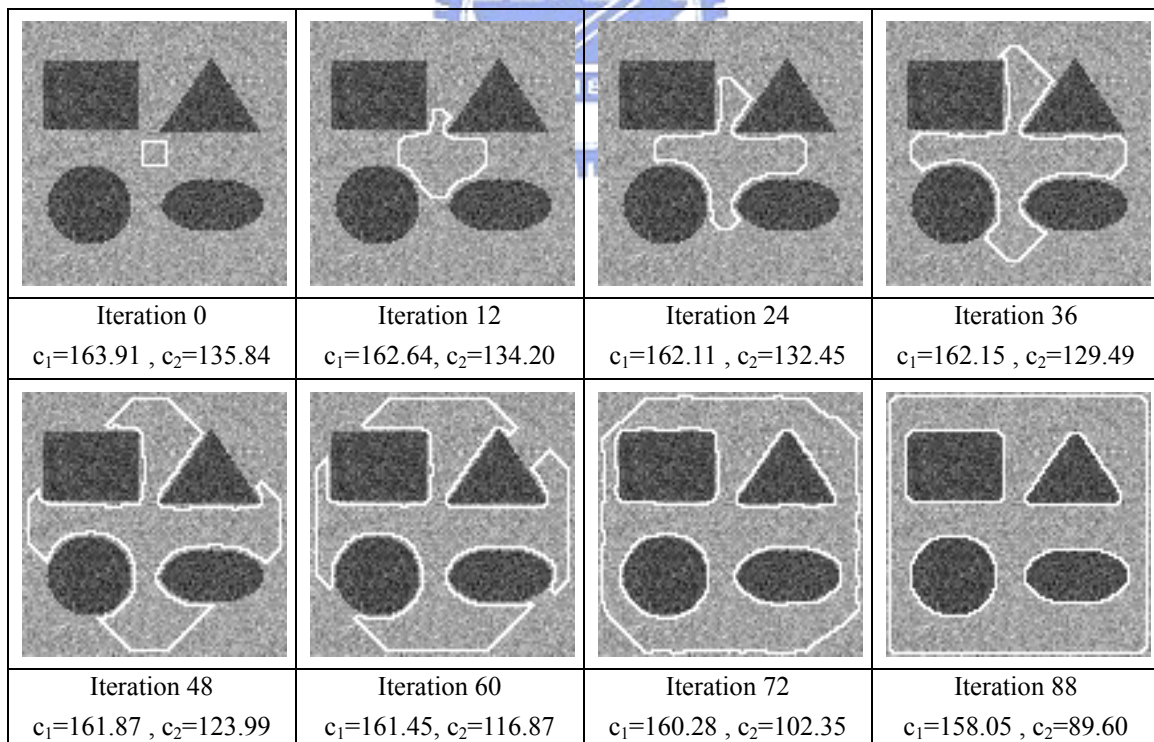 Iteration 0
c₁=163.91 , c₂=135.84
Iteration 12
c₁=162.64, c₂=134.20
Iteration 24
c₁=162.11 , c₂=132.45
Iteration 36
c₁=162.15 , c₂=129.49
Iteration 48
c₁=161.87 , c₂=123.99
Iteration 60
c₁=161.45, c₂=116.87
Iteration 72
c₁=160.28 , c₂=102.35
Iteration 88
c₁=158.05 , c₂=89.60